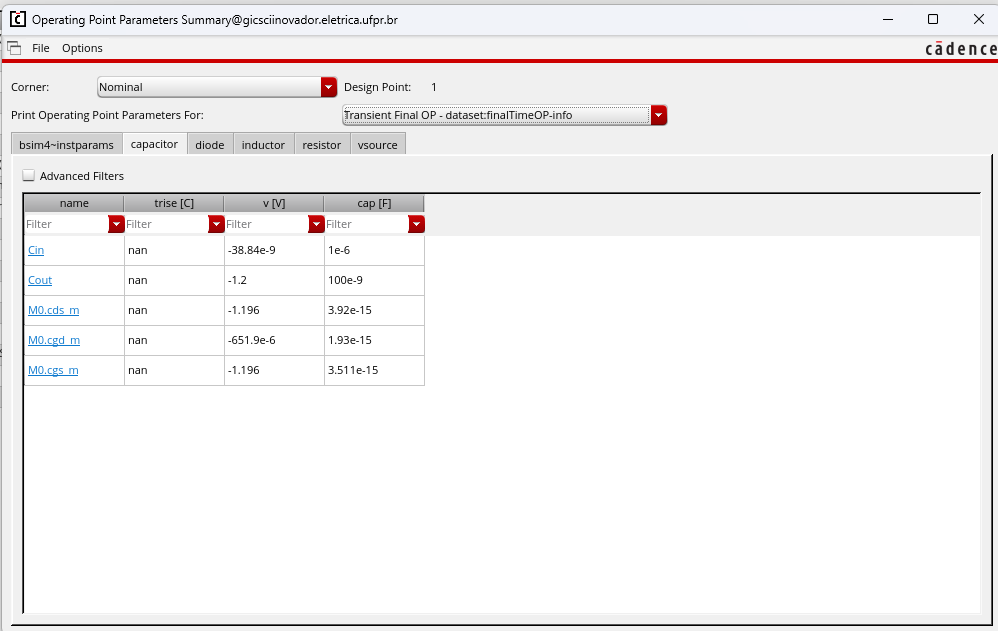 Operating Point Parameters Summary@gicsciinovador.eletrica.ufpr.br
File Options cādence
Corner: Nominal Design Point: 1
Print Operating Point Parameters For: Transient Final OP - dataset:finalTimeOP-info
bsim4~instparams capacitor diode inductor resistor vsource
Advanced Filters
name trise [C] v [V] cap [F]
Filter Filter Filter Filter
Cin nan -38.84e-9 1e-6
Cout nan -1.2 100e-9
M0.cds_m nan -1.196 3.92e-15
M0.cgd_m nan -651.9e-6 1.93e-15
M0.cgs_m nan -1.196 3.511e-15